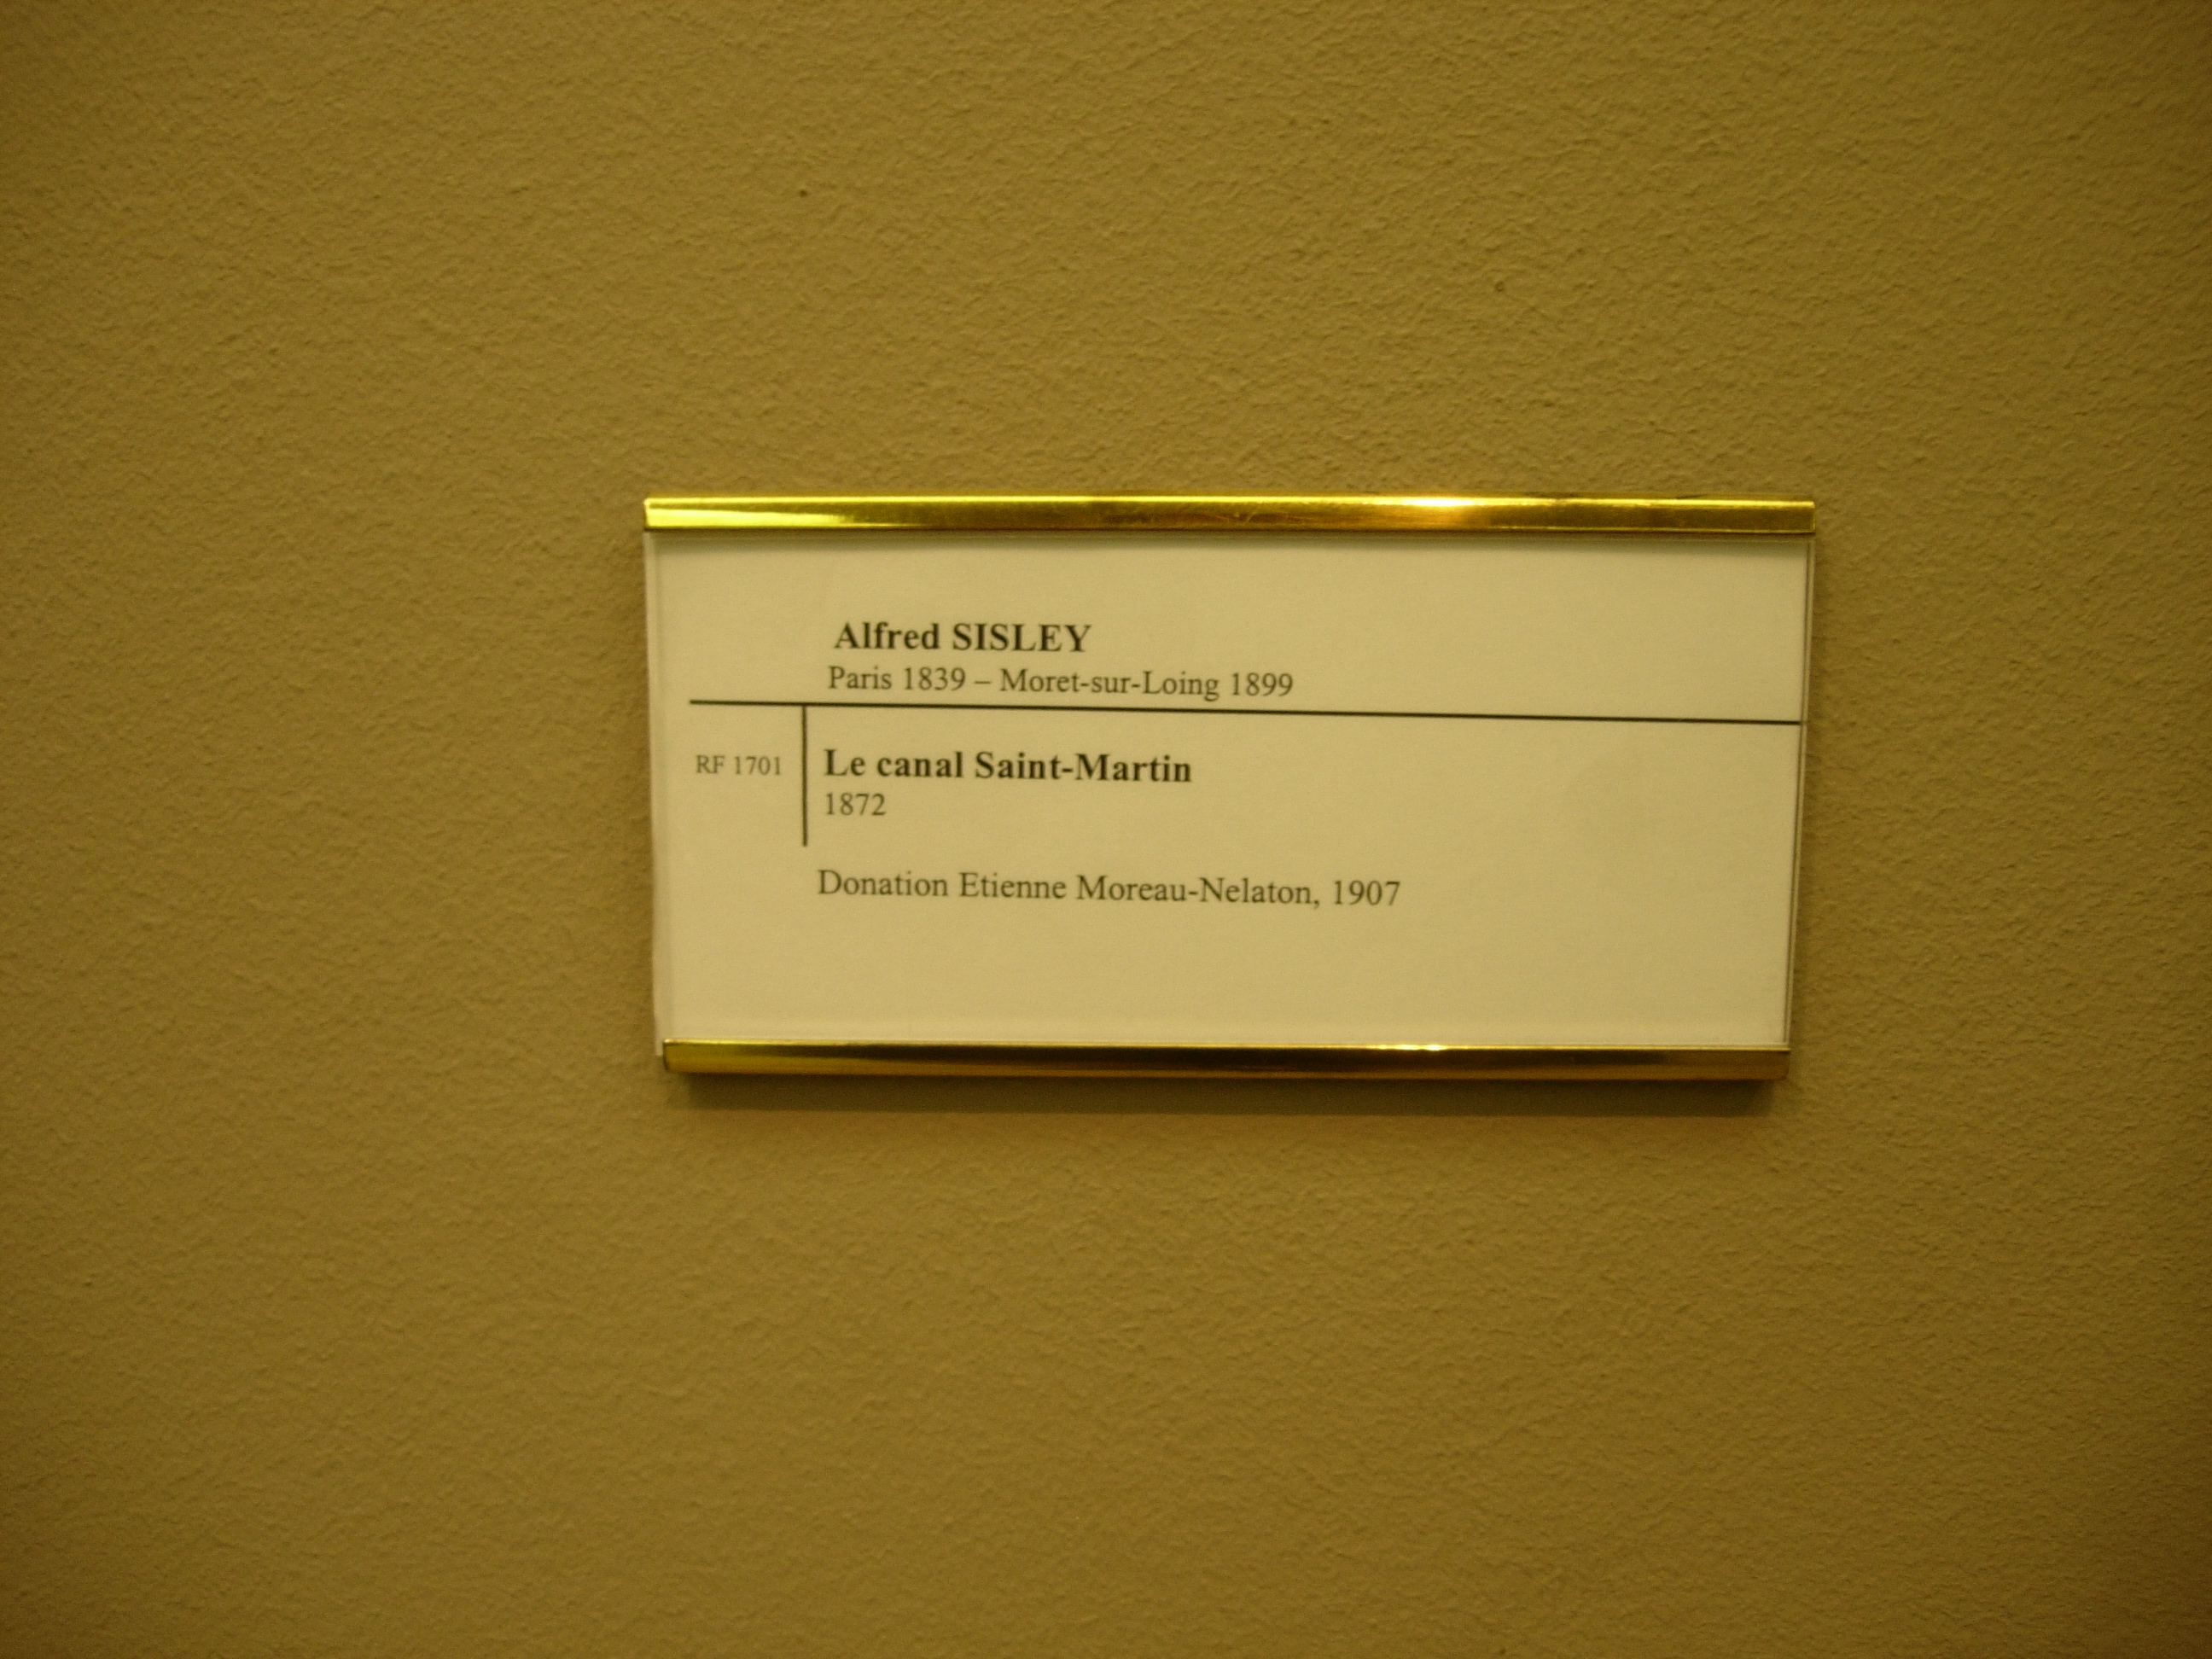 Alfred SISLEY
Paris 1839 – Moret-sur-Loing 1899
RF 1701
Le canal Saint-Martin
1872
Donation Etienne Moreau-Nelaton, 1907